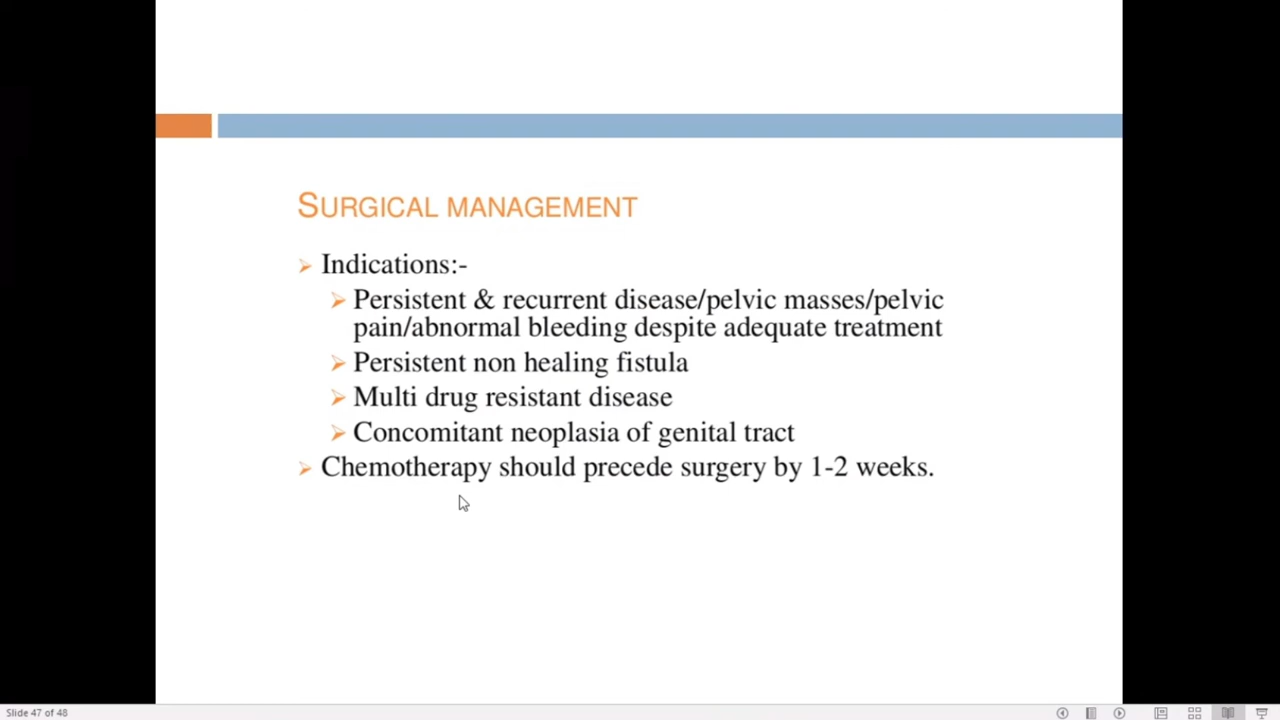 SURGICAL MANAGEMENT
Indications:-
Persistent & recurrent disease/pelvic masses/pelvic
pain/abnormal bleeding despite adequate treatment
Persistent non healing fistula
Multi drug resistant disease
Concomitant neoplasia of genital tract
Chemotherapy should precede surgery by 1-2 weeks.
Slide 47 of 48